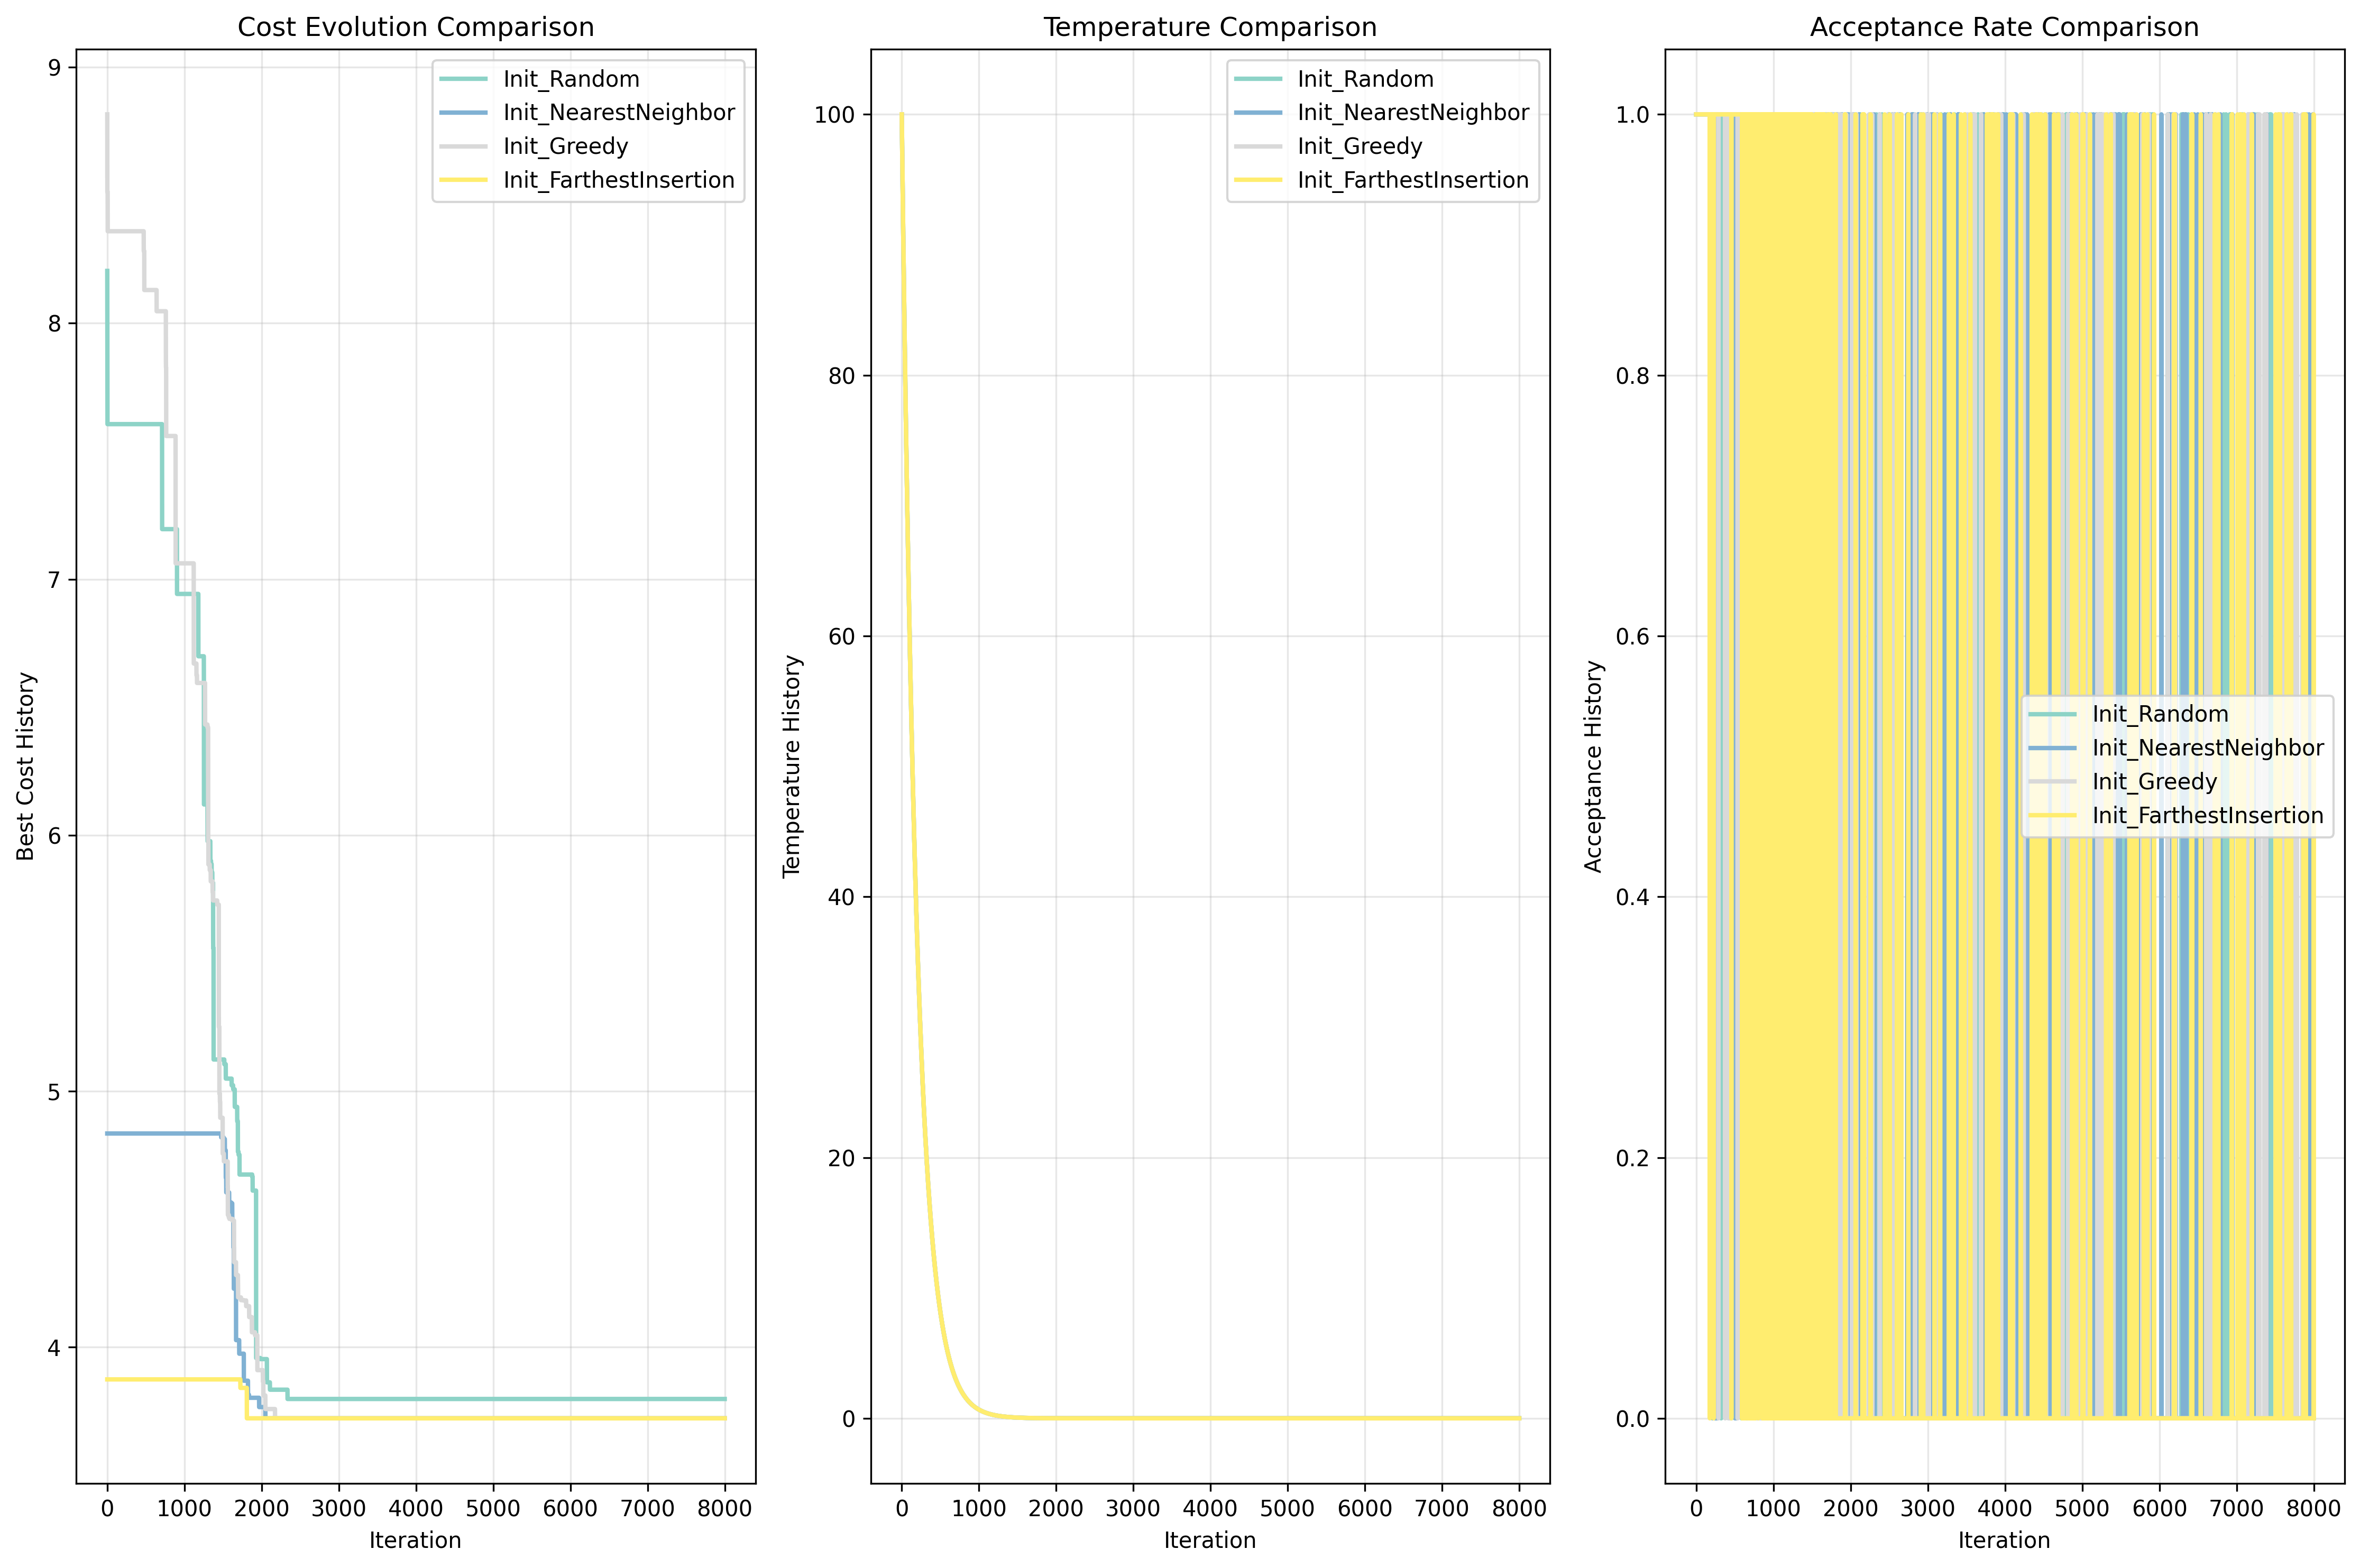 Cost Evolution Comparison
Best Cost History
9
8
7
6
5
4
Init_Random
Init_NearestNeighbor
Init_Greedy
Init_FarthestInsertion
0 1000 2000 3000 4000 5000 6000 7000 8000
Iteration
Temperature Comparison
Temperature History
100
80
60
40
20
0
Init_Random
Init_NearestNeighbor
Init_Greedy
Init_FarthestInsertion
0 1000 2000 3000 4000 5000 6000 7000 8000
Iteration
Acceptance Rate Comparison
Acceptance History
1.0
0.8
0.6
0.4
0.2
0.0
Init_Random
Init_NearestNeighbor
Init_Greedy
Init_FarthestInsertion
0 1000 2000 3000 4000 5000 6000 7000 8000
Iteration